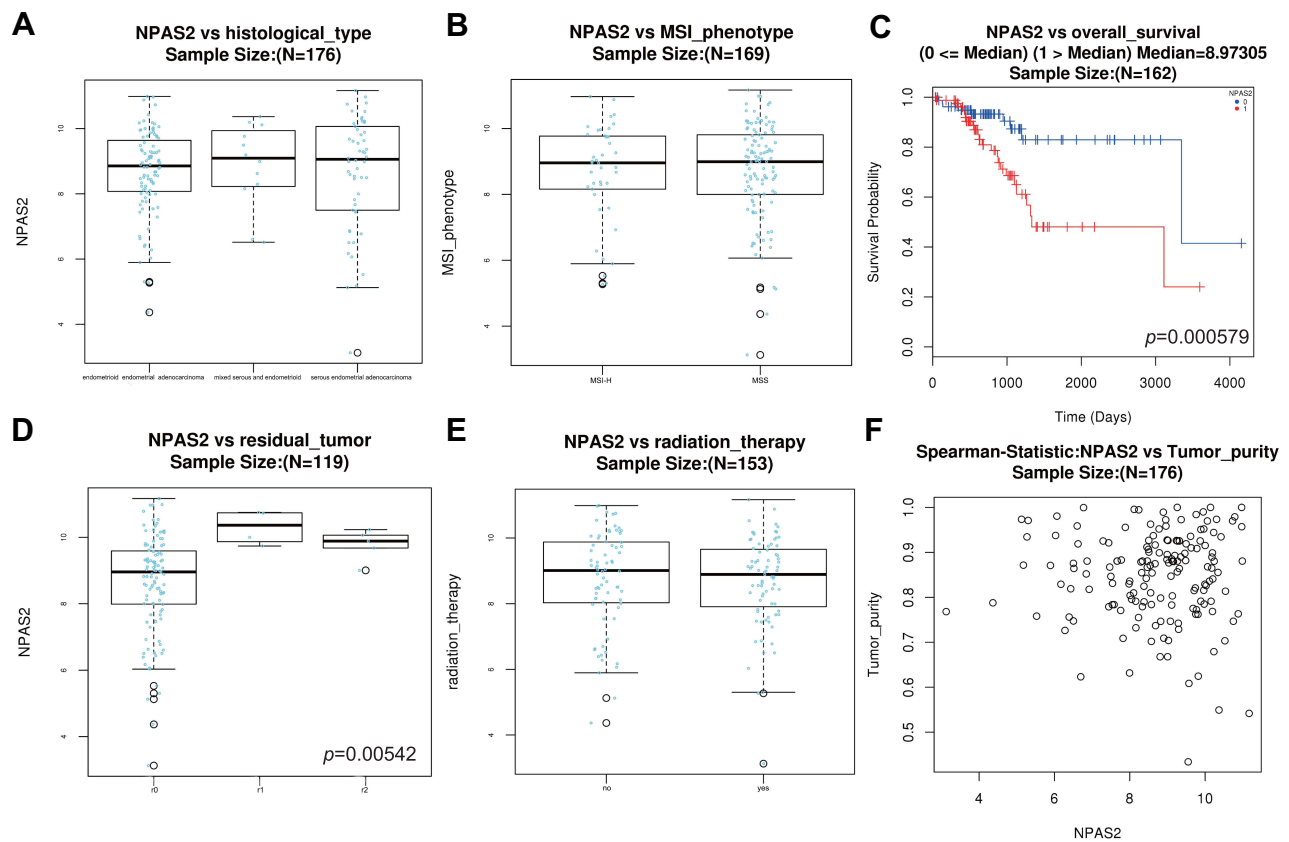 A
NPAS2 vs histological_type
Sample Size:(N=176)
NPAS2
10
8
6
4
endometrioid endometrial adenocarcinoma
mixed serous and endometrioid
serous endometrial adenocarcinoma
B
NPAS2 vs MSI_phenotype
Sample Size:(N=169)
MSI_phenotype
10
8
6
4
MSI-H
MSS
C
NPAS2 vs overall_survival
(0 <= Median) (1 > Median) Median=8.97305
Sample Size:(N=162)
NPAS2
0
1
Survival Probability
1.0
0.8
0.6
0.4
0.2
0.0
p=0.000579
0 1000 2000 3000 4000
Time (Days)
D
NPAS2 vs residual_tumor
Sample Size:(N=119)
NPAS2
10
8
6
4
p=0.00542
r0 r1 r2
E
NPAS2 vs radiation_therapy
Sample Size:(N=153)
radiation_therapy
10
8
6
4
no yes
F
Spearman-Statistic:NPAS2 vs Tumor_purity
Sample Size:(N=176)
Tumor_purity
1.0
0.9
0.8
0.7
0.6
0.5
4 6 8 10
NPAS2